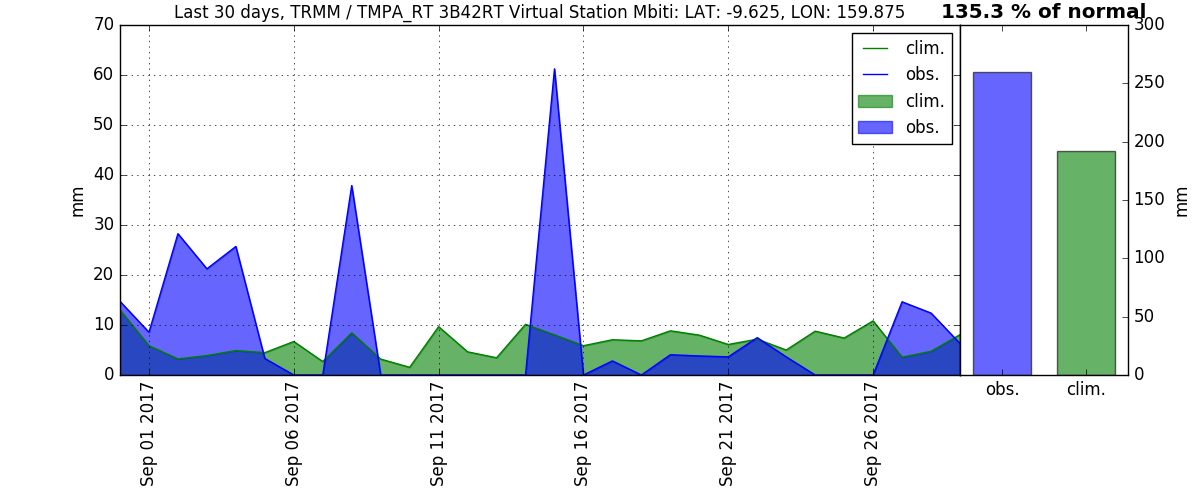 Last 30 days, TRMM / TMPA_RT 3B42RT Virtual Station Mbiti: LAT: -9.625, LON: 159.875
135.3 % of normal
70
60
50
40
30
20
10
0
mm
clim.
obs.
clim.
obs.
Sep 01 2017
Sep 06 2017
Sep 11 2017
Sep 16 2017
Sep 21 2017
Sep 26 2017
300
250
200
150
100
50
0
mm
obs.
clim.